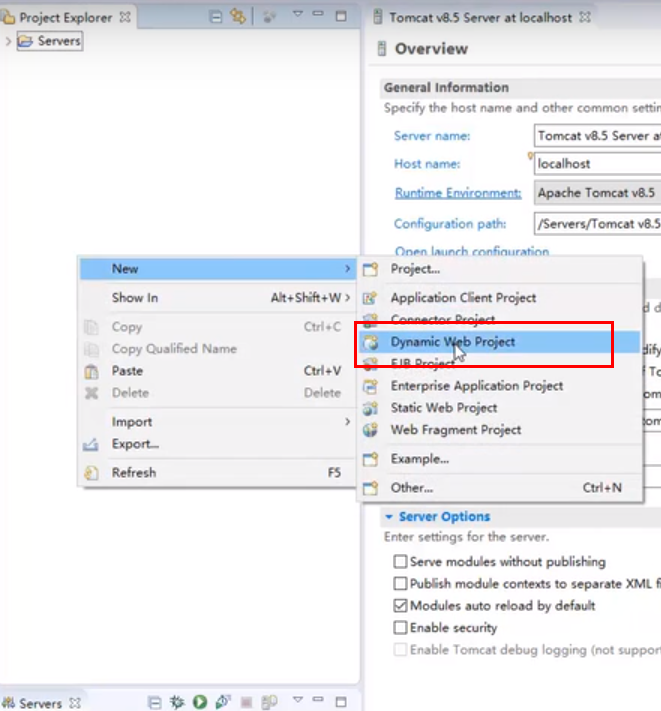 Project Explorer
Servers
Tomcat v8.5 Server at localhost
Overview
General Information
Specify the host name and other common settin
Server name: Tomcat v8.5 Server at
Host name: localhost
Runtime Environment: Apache Tomcat v8.5
Configuration path: /Servers/Tomcat v8.5
Open launch configuration
New
Show In Alt+Shift+W
Copy Ctrl+C
Copy Qualified Name
Paste Ctrl+V
Delete Delete
Import
Export...
Refresh F5
Project...
Application Client Project
Connector Project
Dynamic Web Project
EJB Project
Enterprise Application Project
Static Web Project
Web Fragment Project
Example...
Other... Ctrl+N
Server Options
Enter settings for the server.
Serve modules without publishing
Publish module contexts to separate XML fi
Modules auto reload by default
Enable security
Enable Tomcat debug logging (not support
Servers